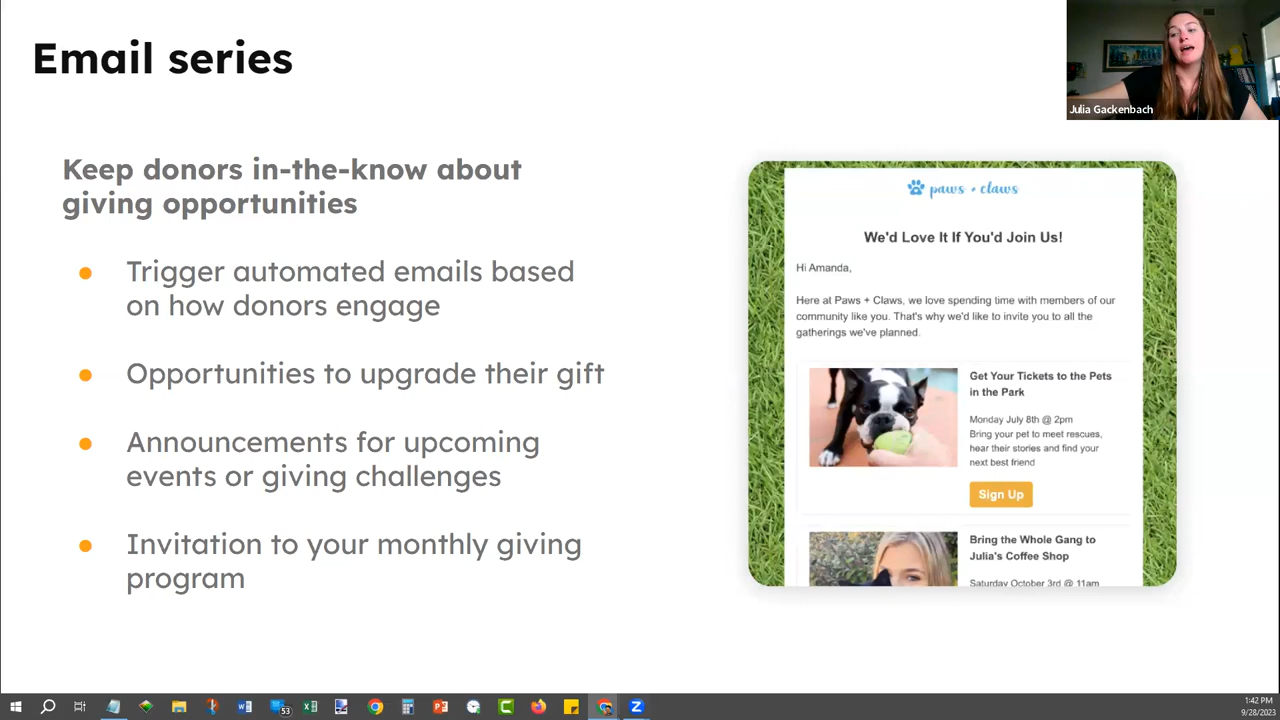 Email series
Julia Gackenbach
Keep donors in-the-know about
giving opportunities
Trigger automated emails based
on how donors engage
Opportunities to upgrade their gift
Announcements for upcoming
events or giving challenges
Invitation to your monthly giving
program
paws + claws
We'd Love It If You'd Join Us!
Hi Amanda,
Here at Paws + Claws, we love spending time with members of our
community like you. That's why we'd like to invite you to all the
gatherings we've planned.
Get Your Tickets to the Pets
in the Park
Monday July 8th @ 2pm
Bring your pet to meet rescues,
hear their stories and find your
next best friend
Sign Up
Bring the Whole Gang to
Julia's Coffee Shop
Saturday October 3rd @ 11am
53
1:42 PM
9/28/2023